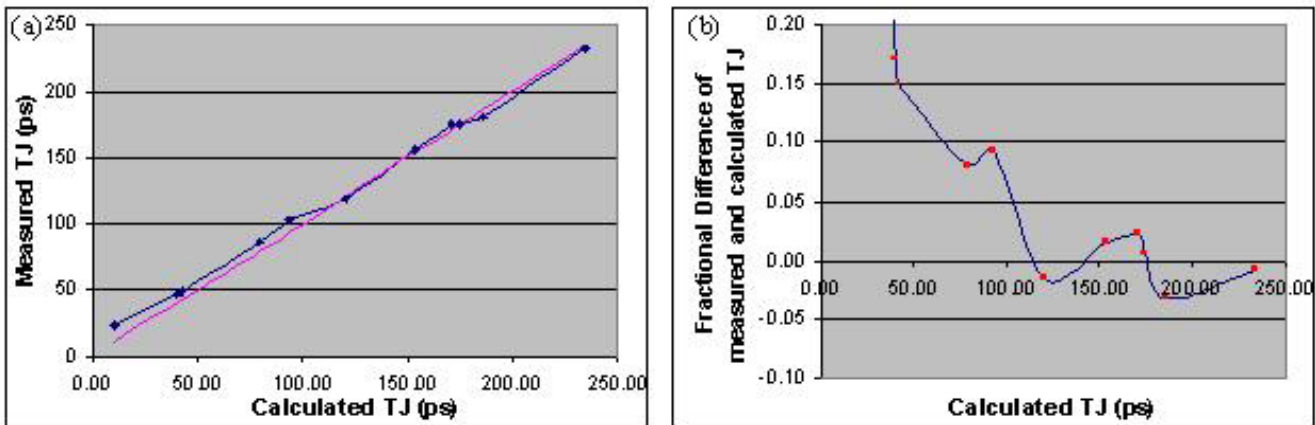 (a)
250
200
150
100
50
0
Measured TJ (ps)
0.00 50.00 100.00 150.00 200.00 250.00
Calculated TJ (ps)
(b)
0.20
0.15
0.10
0.05
0.00
-0.05
-0.10
Fractional Difference of
measured and calculated TJ
0.00 50.00 100.00 150.00 200.00 250.00
Calculated TJ (ps)